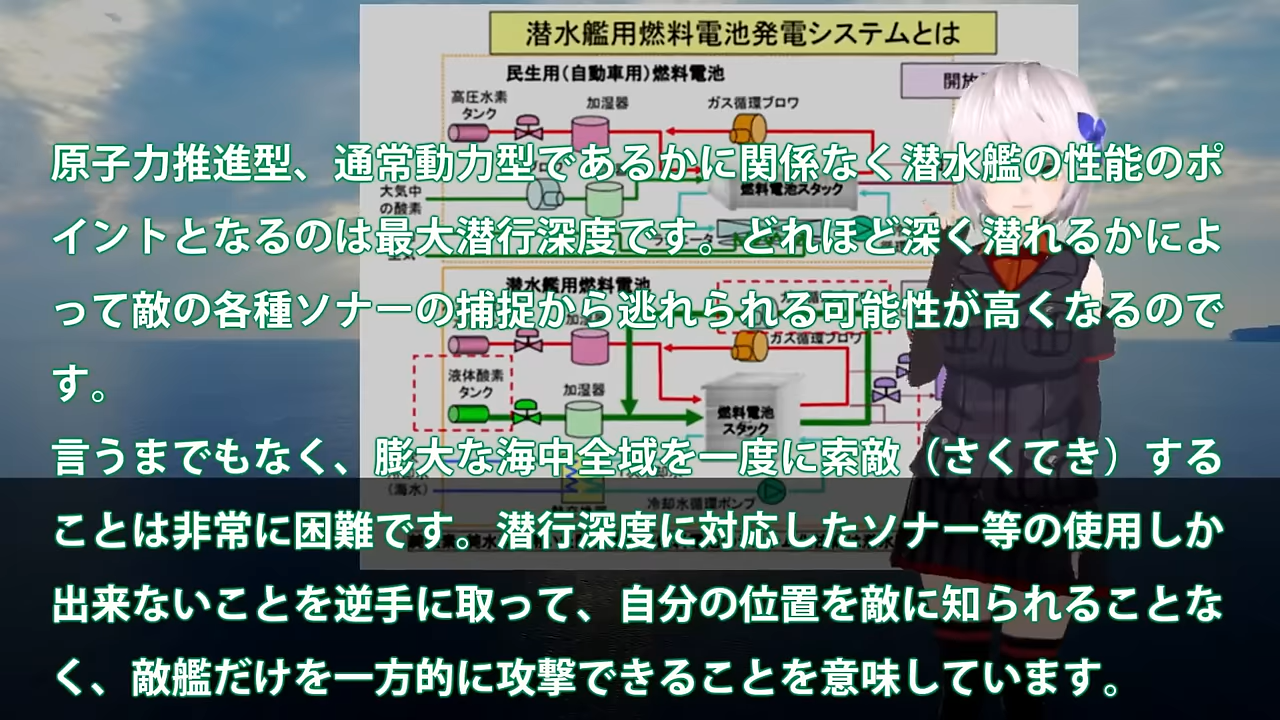 潜水艦用燃料電池発電システムとは
民生用(自動車用)燃料電池
開放
高圧水素
タンク
加湿器
ガス循環ブロワ
原子力推進型、通常動力型であるかに関係なく潜水艦の性能のポ
大気中
の酸素
燃料電池スタック
イントとなるのは最大潜行深度です。どれほど深く潜れるかによ
潜水艦用燃料電池
って敵の各種ソナーの捕捉から逃れられる可能性が高くなるので
ガス循環ブロワ
す。
液体酸素
タンク
加湿器
燃料電池
スタック
言うまでもなく、膨大な海中全域を一度に索敵（さくてき）する
（海水）
冷却水循環ポンプ
ことは非常に困難です。潜行深度に対応したソナー等の使用しか
出来ないことを逆手に取って、自分の位置を敵に知られることな
く、敵艦だけを一方的に攻撃できることを意味しています。